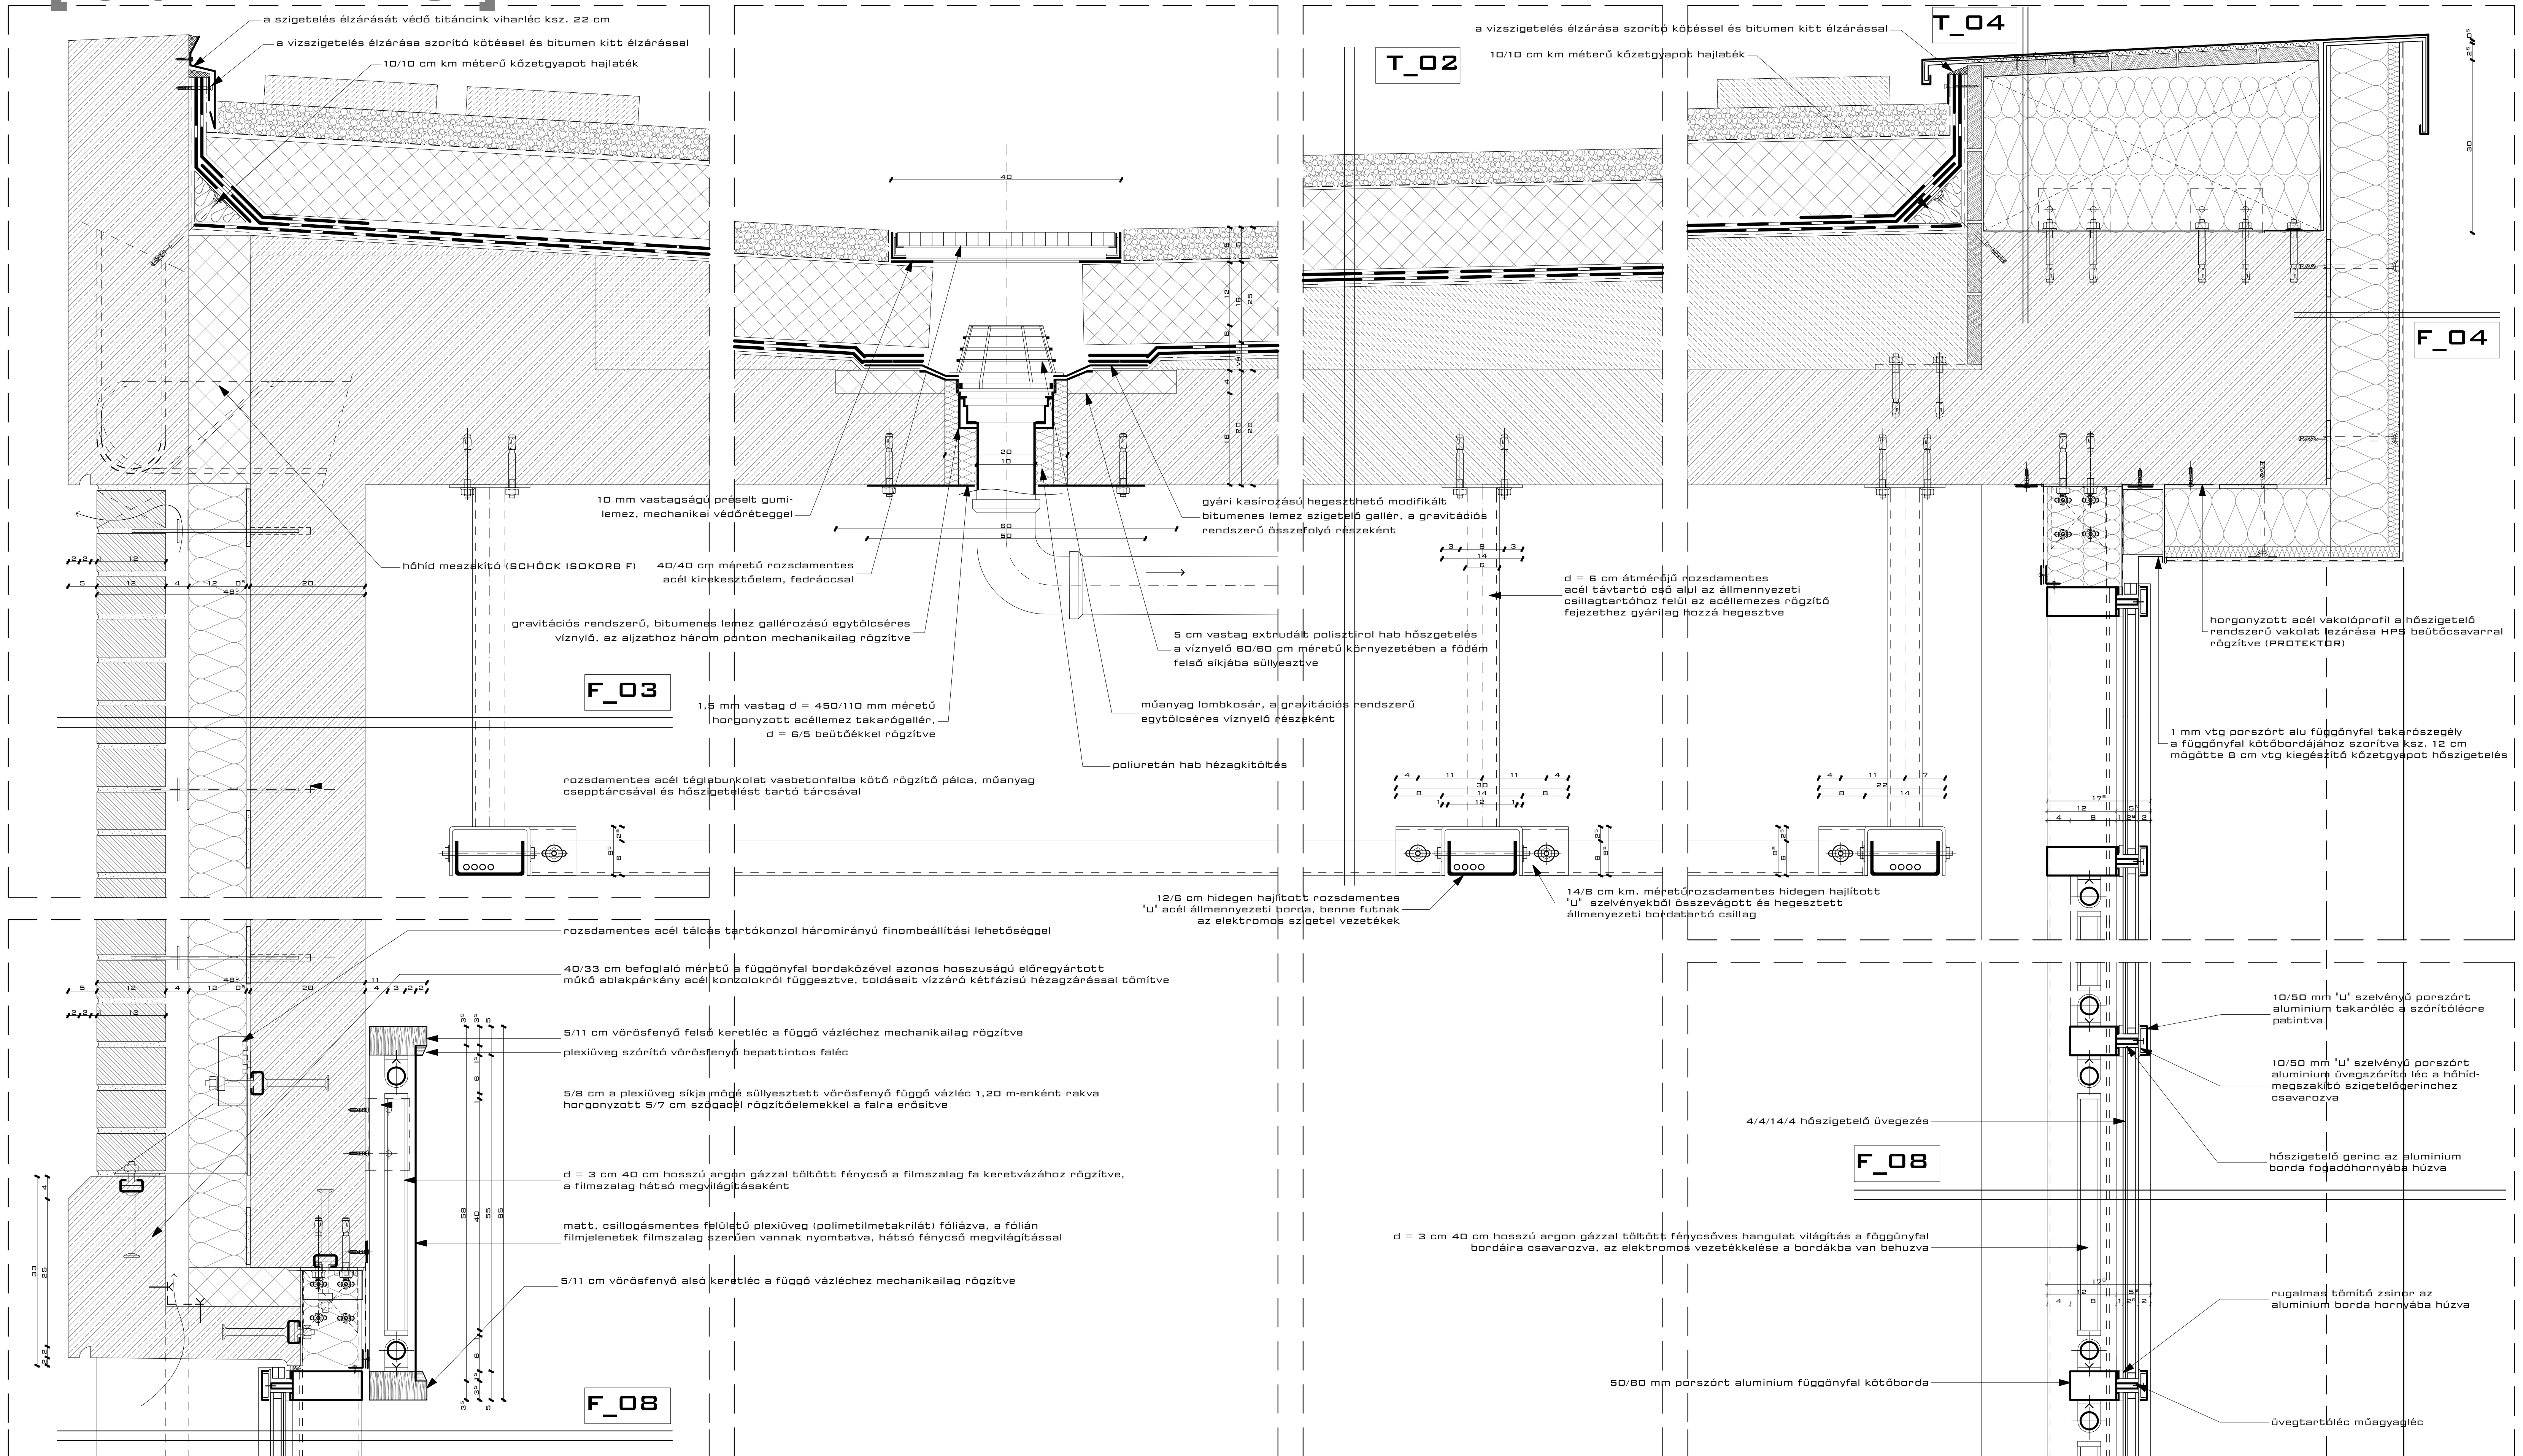 a szigetelés élzárását védő titáncink viharléc ksz. 22 cm
a vizszigetelés élzárása szorító kötéssel és bitumen kitt élzárással
10/10 cm km méterű kőzetgyapot hajlaték
T_02
a vizszigetelés élzárása szorító kötéssel és bitumen kitt élzárással
10/10 cm km méterű kőzetgyapot hajlaték
T_04
F_04
40
20
10
60
50
10 mm vastagságú préselt gumi-
lemez, mechanikai védőréteggel
hőhíd meszakító (SCHÖCK ISOKORB F)
40/40 cm méretű rozsdamentes
acél kirekesztőelem, fedráccsal
gravitációs rendszerű, bitumenes lemez gallérozású egytölcséres
víznylő, az aljzathoz három ponton mechanikailag rögzítve
F_03
1,5 mm vastag d = 450/110 mm méretű
horgonyzott acéllemez takarógallér,
d = 6/5 beütőékkel rögzítve
gyári kasírozású hegeszthető modifikált
bitumenes lemez szigetelő gallér, a gravitációs
rendszerű összefolyó részeként
5 cm vastag extrudált polisztirol hab hőszgetelés
a víznyelő 60/60 cm méretű környezetében a födém
felső síkjába süllyesztve
műanyag lombkosár, a gravitációs rendszerű
egytölcséres víznyelő részeként
poliuretán hab hézagkitöltés
d = 6 cm átmérőjű rozsdamentes
acél távtartó cső alul az álmennyezeti
csillagtartóhoz felül az acéllemezes rögzítő
fejezethez gyárilag hozzá hegesztve
horgonyzott acél vakolóprofil a hőszigetelő
rendszerű vakolat lezárása HPS beütőcsavarral
rögzítve (PROTEKTOR)
1 mm vtg porszórt alu függönyfal takarószegély
a függőnyfal kötőbordájához szorítva ksz. 12 cm
mögötte 8 cm vtg kiegészítő kőzetgyapot hőszigetelés
rozsdamentes acél téglaburkolat vasbetonfalba kötő rögzítő pálca, műanyag
csepptárcsával és hőszigetelést tartó tárcsával
12/6 cm hidegen hajlított rozsdamentes
"U" acél álmennyezeti borda, benne futnak
az elektromos szigetel vezetékek
14/8 cm km. méretűrozsdamentes hidegen hajlított
"U" szelvényekből összevágott és hegesztett
álmenyezeti bordatartó csillag
rozsdamentes acél tálcás tartókonzol háromirányú finombeállítási lehetőséggel
40/33 cm befoglaló méretű a függönyfal bordaközével azonos hosszuságú előregyártott
műkő ablakpárkány acél konzolokról függesztve, toldásait vízzáró kétfázisú hézagzárással tömítve
5/11 cm vörösfenyő felső keretléc a függő vázléchez mechanikailag rögzítve
plexiüveg szórító vörösfenyő bepattintos faléc
5/8 cm a plexiüveg síkja mögé süllyesztett vörösfenyő függő vázléc 1,20 m-enként rakva
horgonyzott 5/7 cm szögacél rögzítőelemekkel a falra erősítve
d = 3 cm 40 cm hosszú argon gázzal töltött fénycső a filmszalag fa keretvázához rögzítve,
a filmszalag hátsó megvilágításaként
matt, csillogásmentes felületű plexiüveg (polimetilmetakrilát) fóliázva, a fólián
filmjelenetek filmszalag szerűen vannak nyomtatva, hátsó fénycső megvilágítással
5/11 cm vörösfenyő alsó keretléc a függő vázléchez mechanikailag rögzítve
F_08
10/50 mm "U" szelvényű porszórt
aluminium takaróléc a szórítólécre
patintva
10/50 mm "U" szelvényű porszórt
aluminium üvegszórító léc a hőhíd-
megszakító szigetelőgerinchez
csavarozva
4/4/14/4 hőszigetelő üvegezés
F_08
hőszigetelő gerinc az aluminium
borda fogadóhornyába húzva
d = 3 cm 40 cm hosszú argon gázzal töltött fénycsőves hangulat világítás a föggünyfal
bordáira csavarozva, az elektromos vezetékkelése a bordákba van behuzva
rugalmas tömítő zsinor az
aluminium borda hornyába húzva
50/80 mm porszórt aluminium függönyfal kötőborda
üvegtartóléc műagyagléc